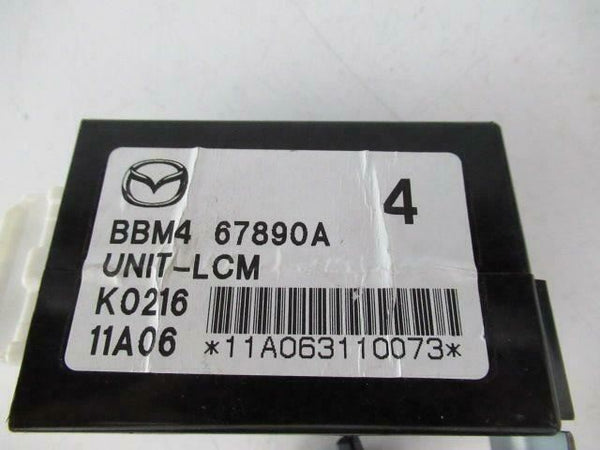 4
BBM4 67890A
UNIT-LCM
K0216
11A06 *11A063110073*